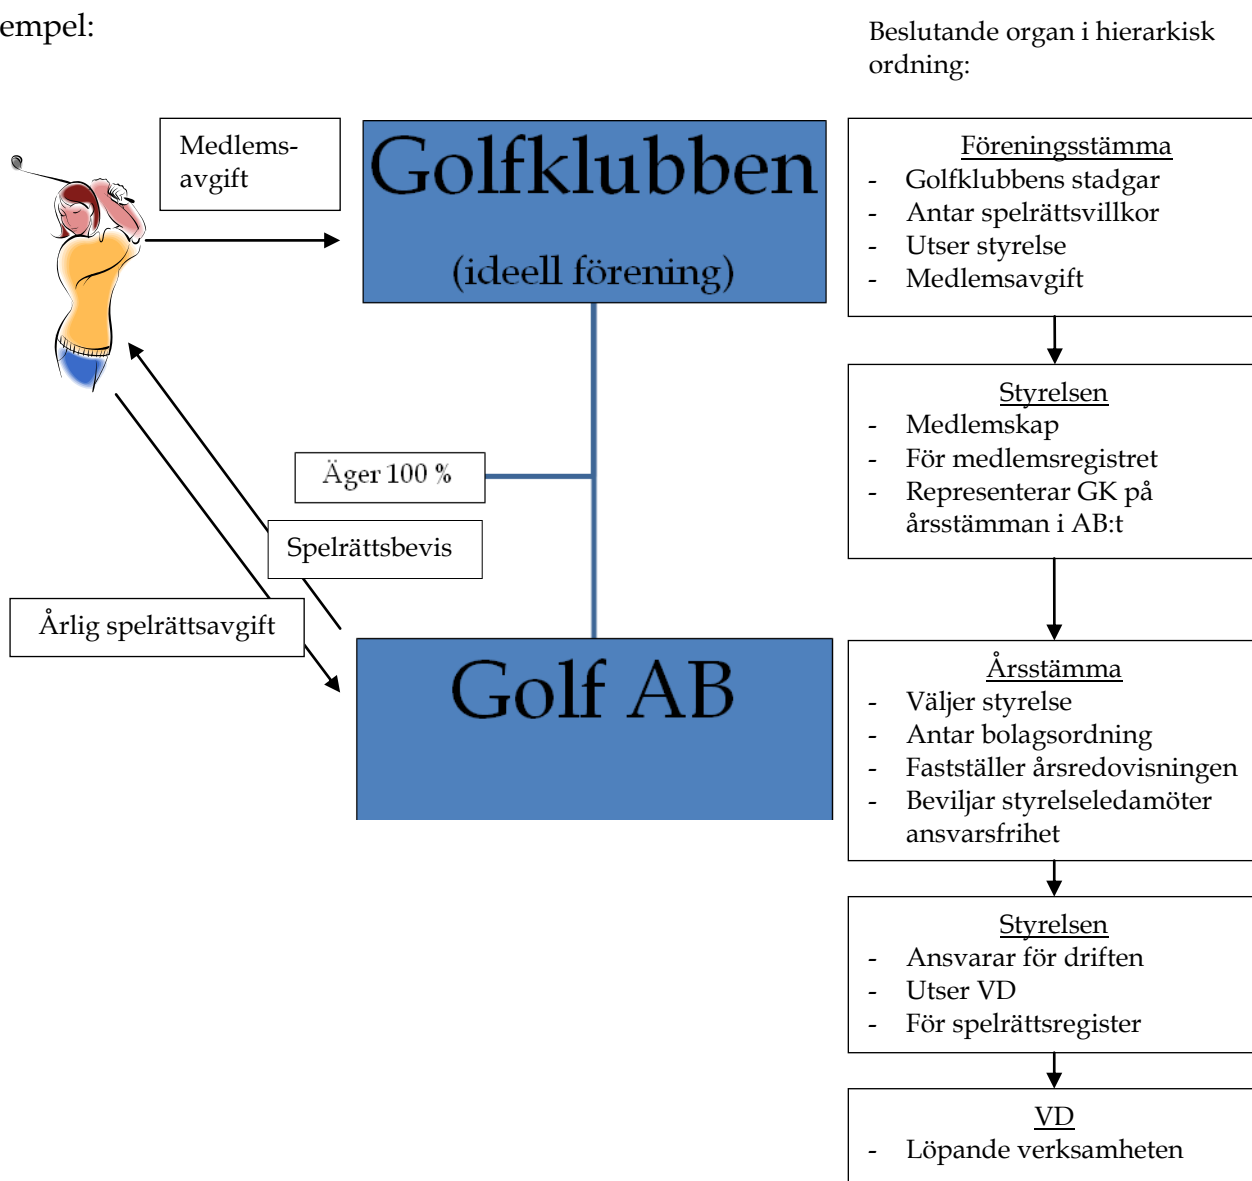 empel:
Beslutande organ i hierarkisk
ordning:
Medlems-
avgift
Golfklubben
(ideell förening)
Äger 100 %
Spelrättsbevis
Årlig spelrättsavgift
Golf AB
Föreningsstämma
- Golfklubbens stadgar
- Antar spelrättsvillkor
- Utser styrelse
- Medlemsavgift
Styrelsen
- Medlemskap
- För medlemsregistret
- Representerar GK på
årsstämman i AB:t
Årsstämma
- Väljer styrelse
- Antar bolagsordning
- Fastställer årsredovisningen
- Beviljar styrelseledamöter
ansvarsfrihet
Styrelsen
- Ansvarar för driften
- Utser VD
- För spelrättsregister
VD
- Löpande verksamheten